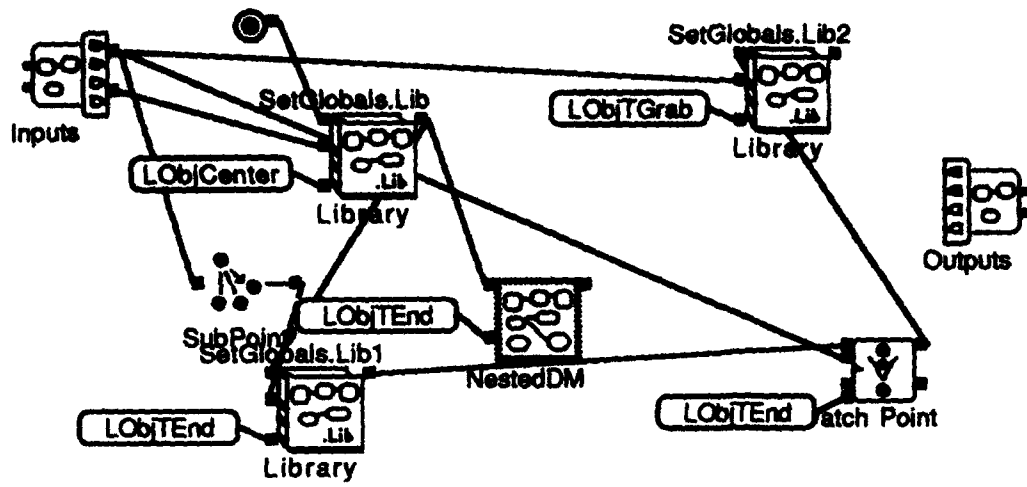 SetGlobals.Lib2
SetGlobals.Lib
LObjTGrab
.Lib
Inputs
Library
LObjCenter
.Lib
Library
Outputs
LObjTEnd
SubPoint
SetGlobals.Lib1
NestedDM
LObjTEnd
atch Point
LObjTEnd
.Lib
Library